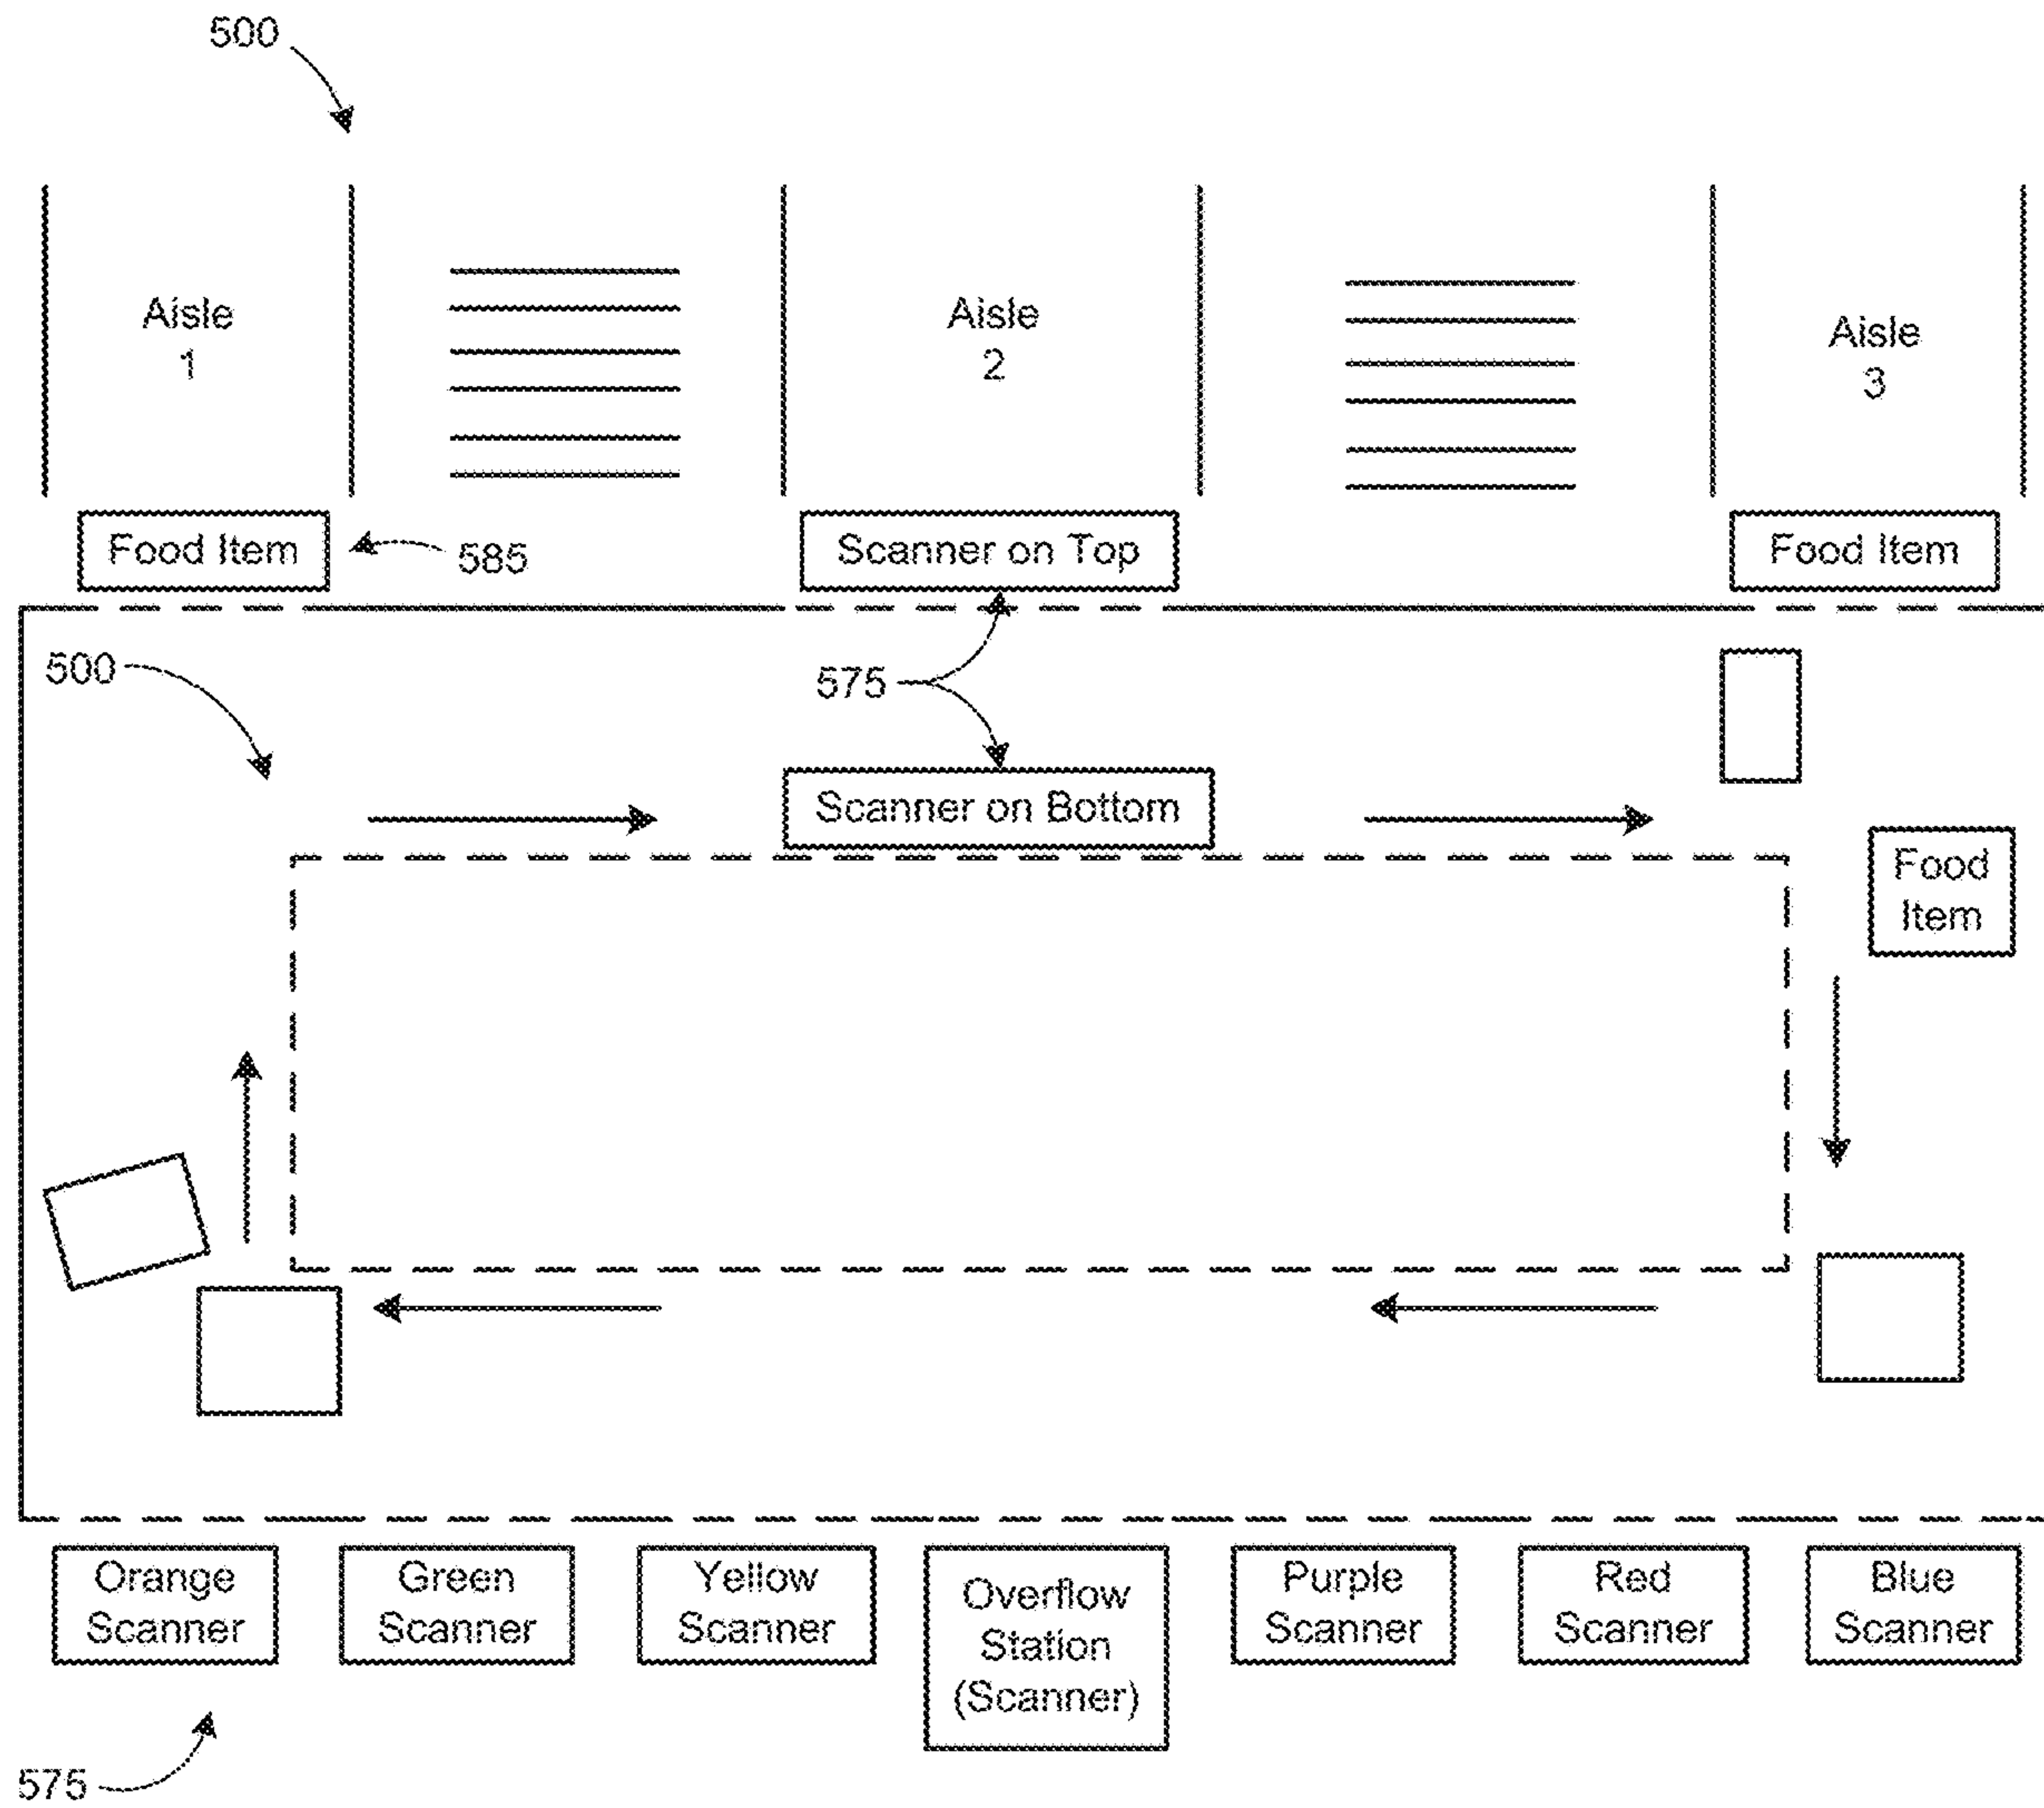 500
Aisle
1
Aisle
2
Aisle
3
Food Item
585
Scanner on Top
Food Item
500
575
Scanner on Bottom
Food
Item
Orange
Scanner
Green
Scanner
Yellow
Scanner
Overflow
Station
(Scanner)
Purple
Scanner
Red
Scanner
Blue
Scanner
575